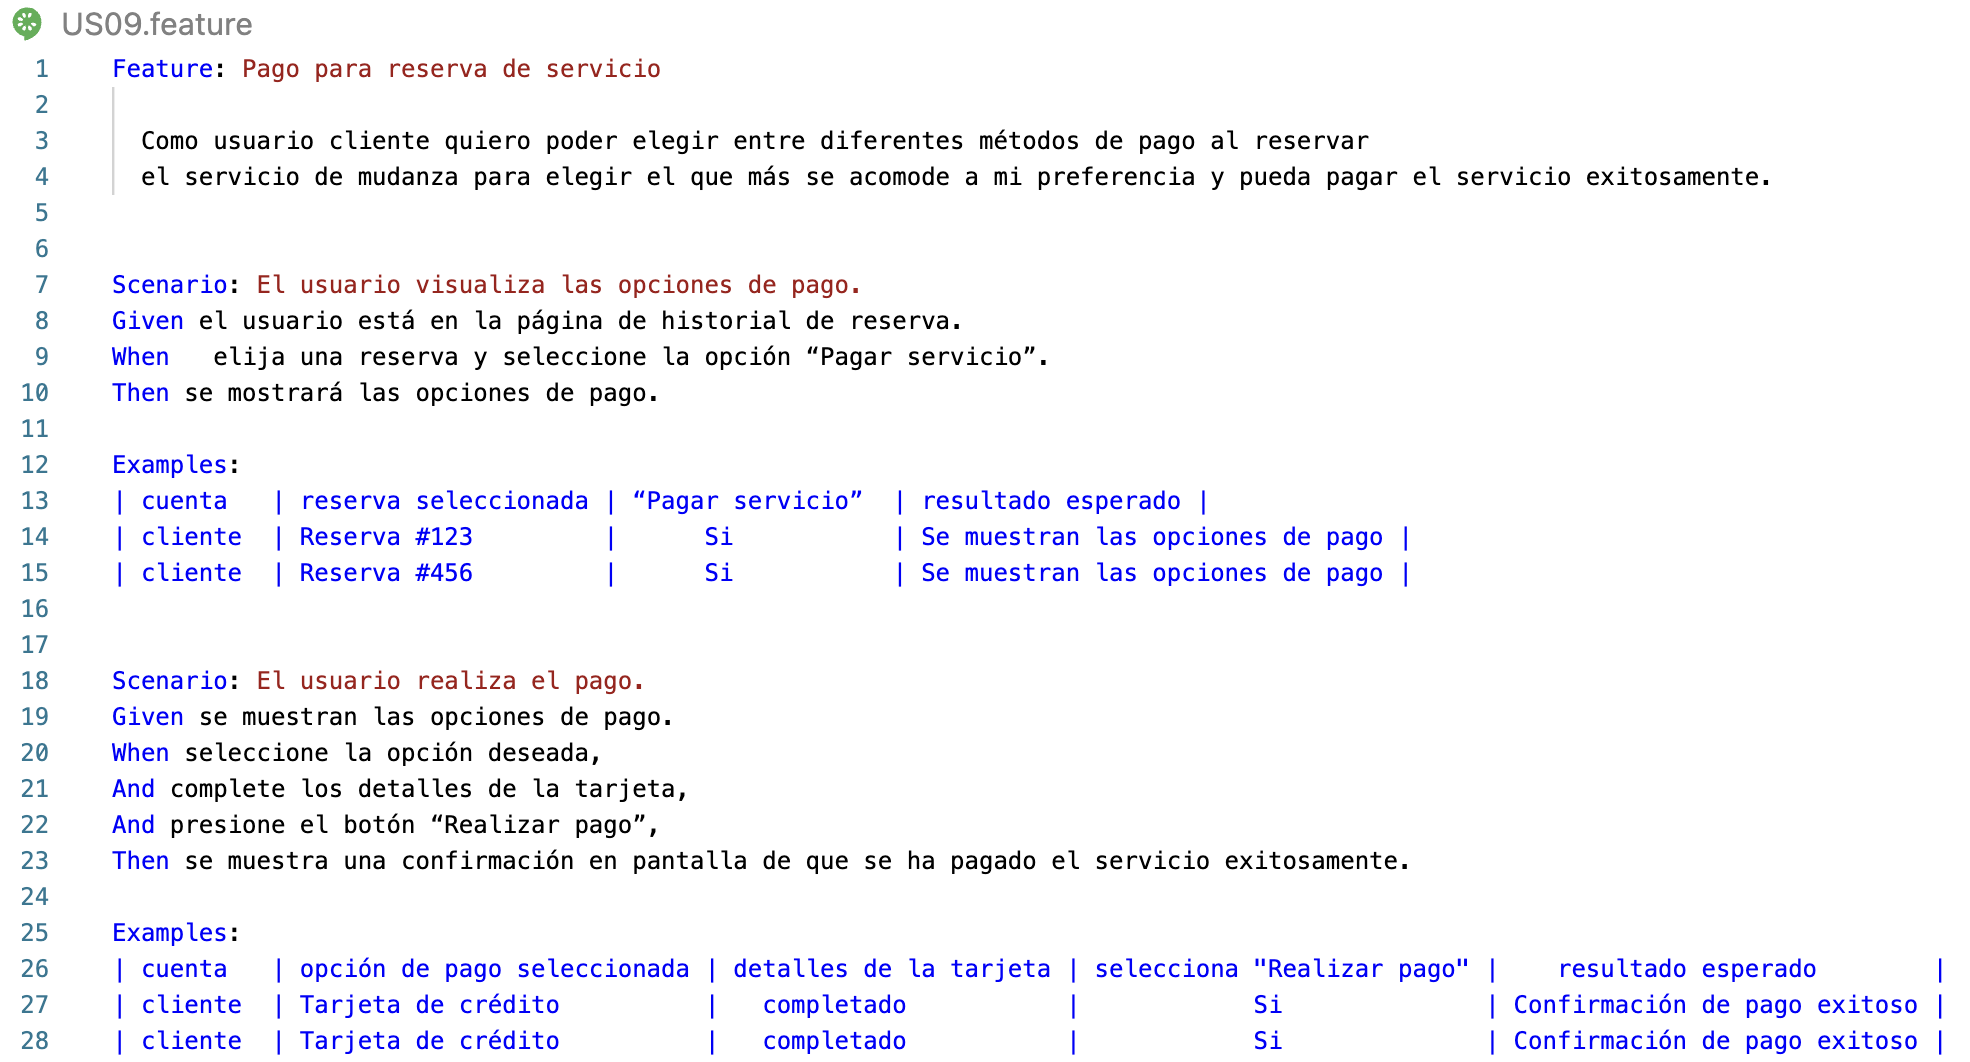 US09.feature
1 Feature: Pago para reserva de servicio
2
3 Como usuario cliente quiero poder elegir entre diferentes métodos de pago al reservar
4 el servicio de mudanza para elegir el que más se acomode a mi preferencia y pueda pagar el servicio exitosamente.
5
6
7 Scenario: El usuario visualiza las opciones de pago.
8 Given el usuario está en la página de historial de reserva.
9 When   elija una reserva y seleccione la opción “Pagar servicio”.
10 Then se mostrará las opciones de pago.
11
12 Examples:
13 | cuenta   | reserva seleccionada | “Pagar servicio”  | resultado esperado |
14 | cliente  | Reserva #123         |      Si           | Se muestran las opciones de pago |
15 | cliente  | Reserva #456         |      Si           | Se muestran las opciones de pago |
16
17
18 Scenario: El usuario realiza el pago.
19 Given se muestran las opciones de pago.
20 When seleccione la opción deseada,
21 And complete los detalles de la tarjeta,
22 And presione el botón “Realizar pago”,
23 Then se muestra una confirmación en pantalla de que se ha pagado el servicio exitosamente.
24
25 Examples:
26 | cuenta   | opción de pago seleccionada | detalles de la tarjeta | selecciona "Realizar pago" |    resultado esperado        |
27 | cliente  | Tarjeta de crédito          |   completado           |            Si              | Confirmación de pago exitoso |
28 | cliente  | Tarjeta de crédito          |   completado           |            Si              | Confirmación de pago exitoso |